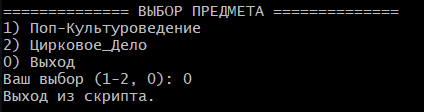 ============== ВЫБОР ПРЕДМЕТА ==============
1) Поп-Культуроведение
2) Цирковое_Дело
0) Выход
Ваш выбор (1-2, 0): 0
Выход из скрипта.